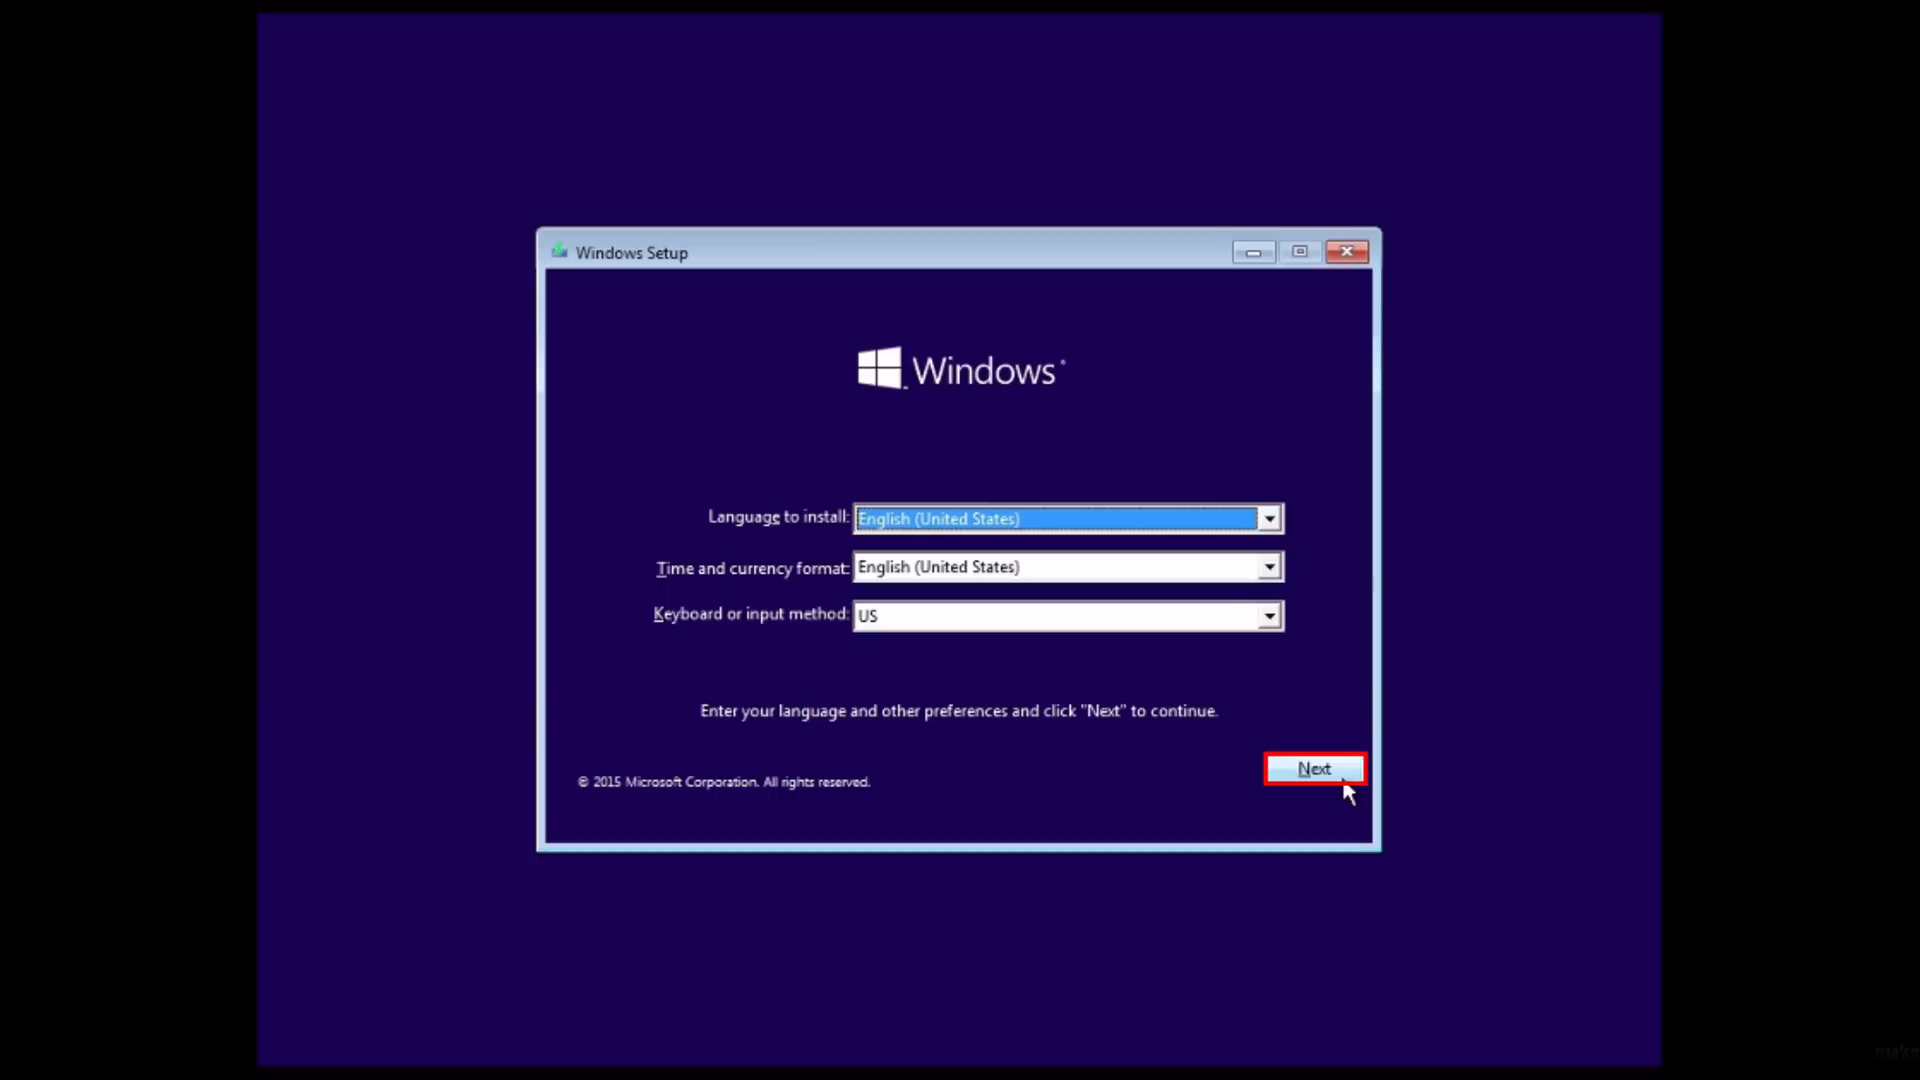 Windows Setup
Windows
Language to install: English (United States)
Time and currency format: English (United States)
Keyboard or input method: US
Enter your language and other preferences and click "Next" to continue.
Next
© 2015 Microsoft Corporation. All rights reserved.